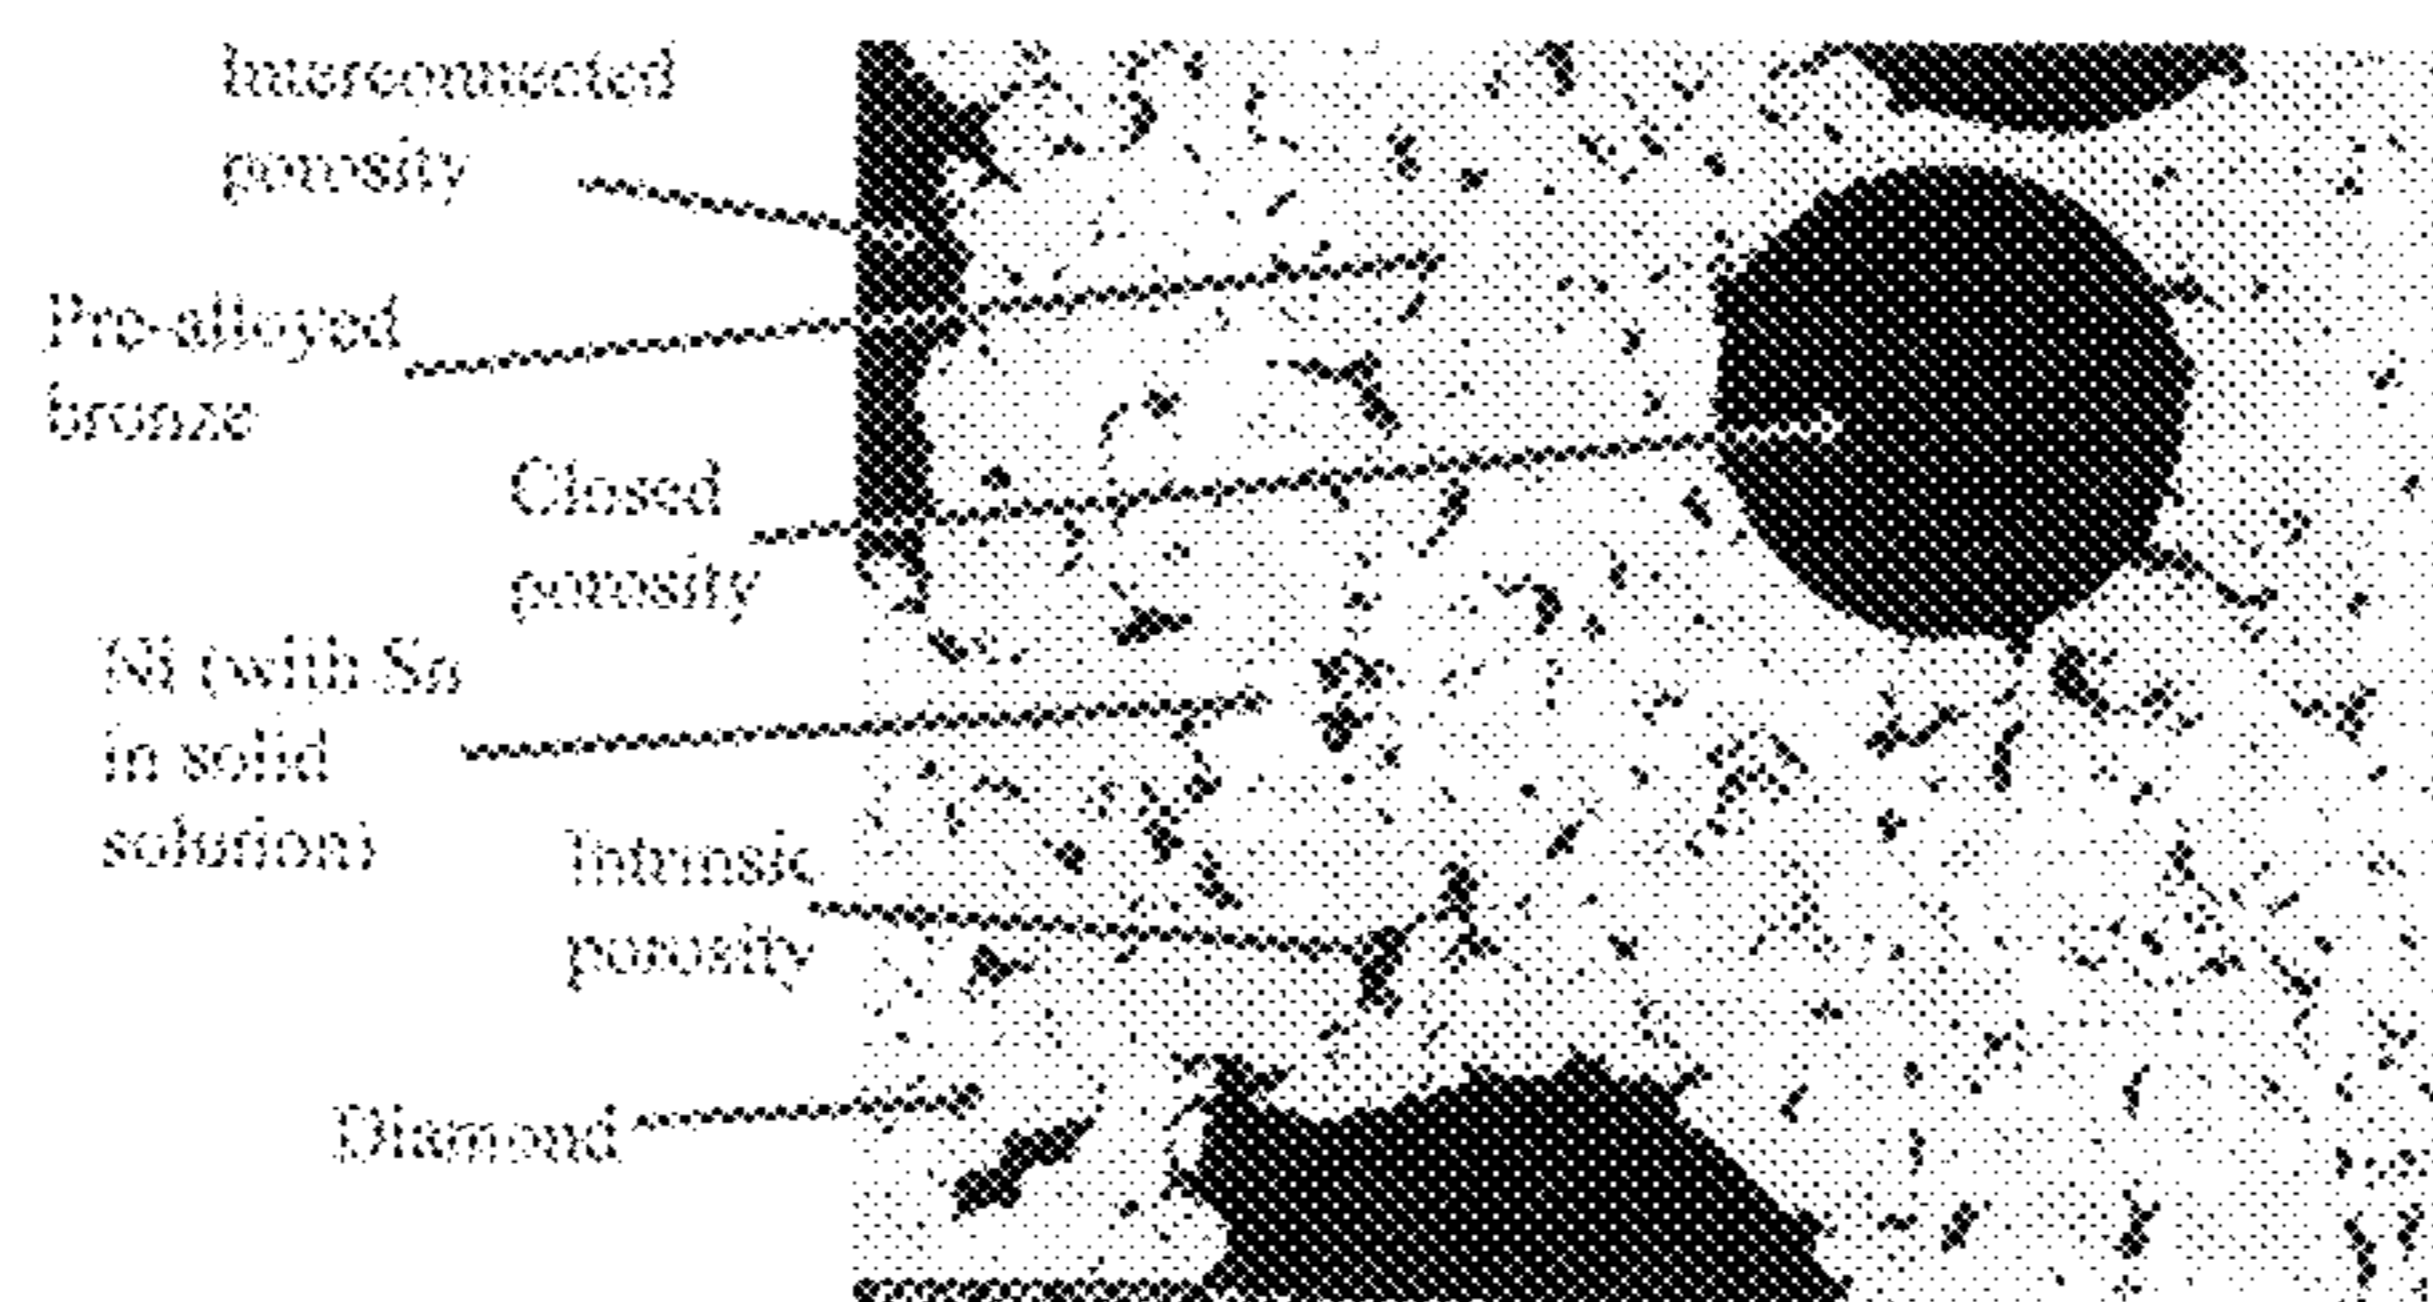 Interconnected
porosity
Pre-alloyed
bronze
Closed
porosity
Ni (with Sn
in solid
solution)
Intrinsic
porosity
Diamond